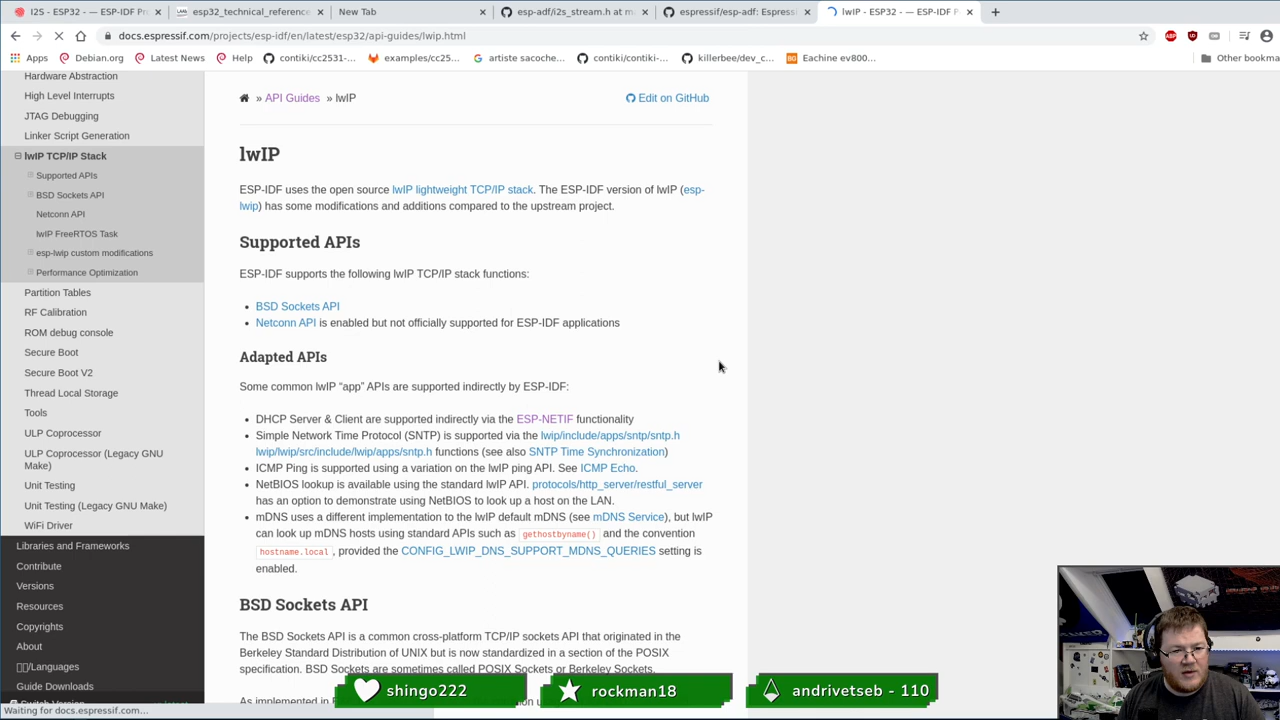 I2S - ESP32 - — ESP-IDF Pr
esp32_technical_reference
New Tab
esp-adf/i2s_stream.h at m
espressif/esp-adf: Espress
lwIP - ESP32 - — ESP-IDF P
docs.espressif.com/projects/esp-idf/en/latest/esp32/api-guides/lwip.html
Apps
Debian.org
Latest News
Help
contiki/cc2531-...
examples/cc25...
artiste sacoche...
contiki/contiki-...
killerbee/dev_c...
Eachine ev800...
Other bookma
Hardware Abstraction
High Level Interrupts
JTAG Debugging
Linker Script Generation
lwIP TCP/IP Stack
Supported APIs
BSD Sockets API
Netconn API
lwIP FreeRTOS Task
esp-lwip custom modifications
Performance Optimization
Partition Tables
RF Calibration
ROM debug console
Secure Boot
Secure Boot V2
Thread Local Storage
Tools
ULP Coprocessor
ULP Coprocessor (Legacy GNU
Make)
Unit Testing
Unit Testing (Legacy GNU Make)
WiFi Driver
Libraries and Frameworks
Contribute
Versions
Resources
Copyrights
About
/Languages
Guide Downloads
Waiting for docs.espressif.com...
» API Guides » lwIP
Edit on GitHub
lwIP
ESP-IDF uses the open source lwIP lightweight TCP/IP stack. The ESP-IDF version of lwIP (esp-
lwip) has some modifications and additions compared to the upstream project.
Supported APIs
ESP-IDF supports the following lwIP TCP/IP stack functions:
• BSD Sockets API
• Netconn API is enabled but not officially supported for ESP-IDF applications
Adapted APIs
Some common lwIP “app” APIs are supported indirectly by ESP-IDF:
• DHCP Server & Client are supported indirectly via the ESP-NETIF functionality
• Simple Network Time Protocol (SNTP) is supported via the lwip/include/apps/sntp/sntp.h
lwip/lwip/src/include/lwip/apps/sntp.h functions (see also SNTP Time Synchronization)
• ICMP Ping is supported using a variation on the lwIP ping API. See ICMP Echo.
• NetBIOS lookup is available using the standard lwIP API. protocols/http_server/restful_server
has an option to demonstrate using NetBIOS to look up a host on the LAN.
• mDNS uses a different implementation to the lwIP default mDNS (see mDNS Service), but lwIP
can look up mDNS hosts using standard APIs such as gethostbyname() and the convention
hostname.local , provided the CONFIG_LWIP_DNS_SUPPORT_MDNS_QUERIES setting is
enabled.
BSD Sockets API
The BSD Sockets API is a common cross-platform TCP/IP sockets API that originated in the
Berkeley Standard Distribution of UNIX but is now standardized in a section of the POSIX
specification. BSD Sockets are sometimes called POSIX Sockets or Berkeley Sockets.
As implemented in
shingo222
rockman18
andrivetseb - 110